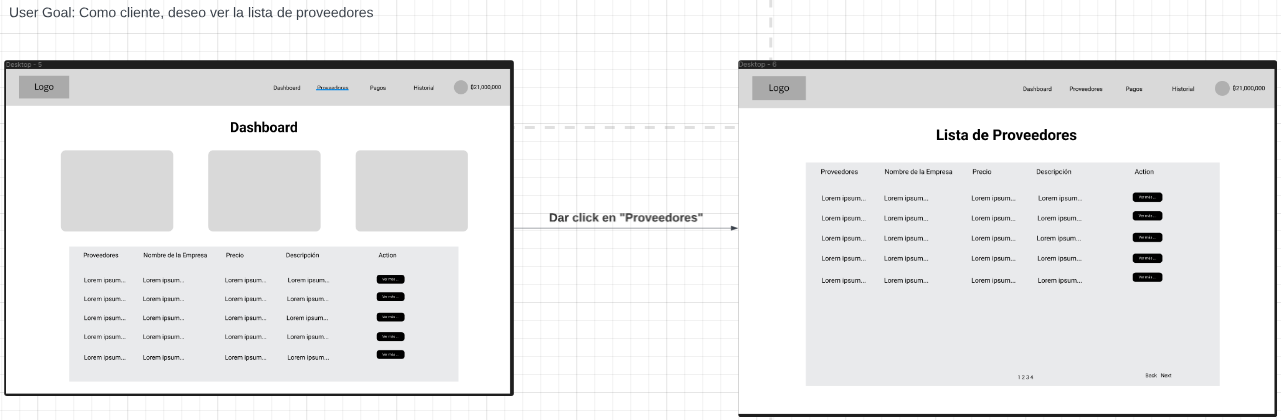 User Goal: Como cliente, deseo ver la lista de proveedores
Desktop - 5
Logo
Dashboard Proveedores Pagos Historial ₲21,000,000
Dashboard
Proveedores Nombre de la Empresa Precio Descripción Action
Lorem ipsum... Lorem ipsum... Lorem ipsum... Lorem ipsum... Ver más...
Lorem ipsum... Lorem ipsum... Lorem ipsum... Lorem ipsum... Ver más...
Lorem ipsum... Lorem ipsum... Lorem ipsum... Lorem ipsum... Ver más...
Lorem ipsum... Lorem ipsum... Lorem ipsum... Lorem ipsum... Ver más...
Lorem ipsum... Lorem ipsum... Lorem ipsum... Lorem ipsum... Ver más...
Dar click en "Proveedores"
Desktop - 6
Logo
Dashboard Proveedores Pagos Historial ₲21,000,000
Lista de Proveedores
Proveedores Nombre de la Empresa Precio Descripción Action
Lorem ipsum... Lorem ipsum... Lorem ipsum... Lorem ipsum... Ver más...
Lorem ipsum... Lorem ipsum... Lorem ipsum... Lorem ipsum... Ver más...
Lorem ipsum... Lorem ipsum... Lorem ipsum... Lorem ipsum... Ver más...
Lorem ipsum... Lorem ipsum... Lorem ipsum... Lorem ipsum... Ver más...
Lorem ipsum... Lorem ipsum... Lorem ipsum... Lorem ipsum... Ver más...
1 2 3 4 Back Next